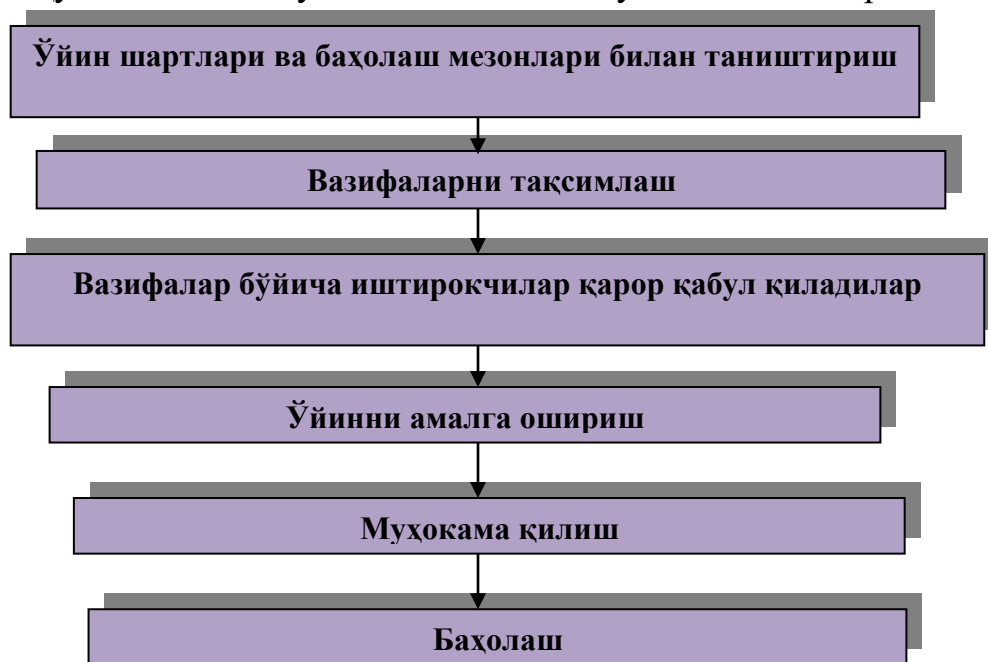 Ўйин шартлари ва баҳолаш мезонлари билан таништириш
Вазифаларни тақсимлаш
Вазифалар бўйича иштирокчилар қарор қабул қиладилар
Ўйинни амалга ошириш
Муҳокама қилиш
Баҳолаш